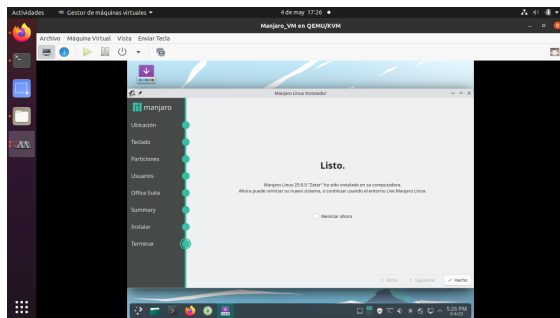 Actividades
Gestor de máquinas virtuales
4 de may 17:26
Manjaro_VM en QEMU/KVM
Archivo Máquina Virtual Vista Enviar Tecla
Manjaro Linux Instalador
manjaro
Ubicación
Teclado
Particiones
Usuarios
Office Suite
Summary
Instalar
Terminar
Listo.
Manjaro Linux 25.0.0 "Zetar" ha sido instalado en su computadora.
Ahora puede reiniciar su nuevo sistema, o continuar usando el entorno Live Manjaro Linux.
Reiniciar ahora
Atrás Siguiente Hecho
5:26 PM
5/4/25